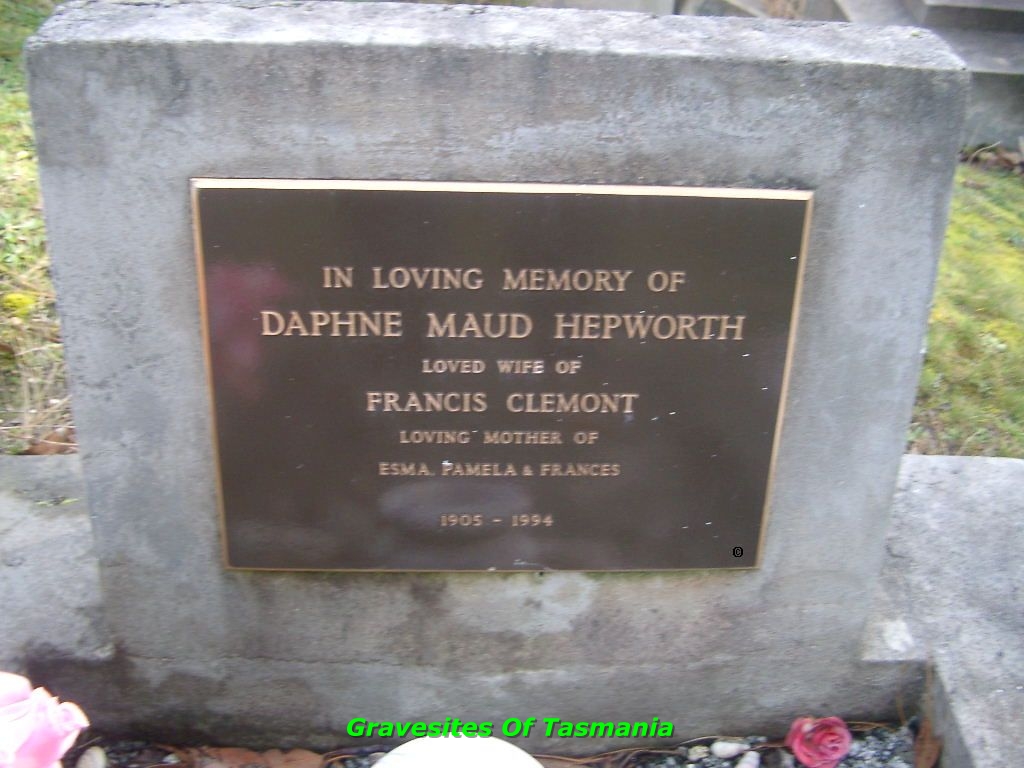 IN LOVING MEMORY OF
DAPHNE MAUD HEPWORTH
LOVED WIFE OF
FRANCIS CLEMONT
LOVING MOTHER OF
ESMA, PAMELA & FRANCES
1905 - 1994
©
Gravesites Of Tasmania